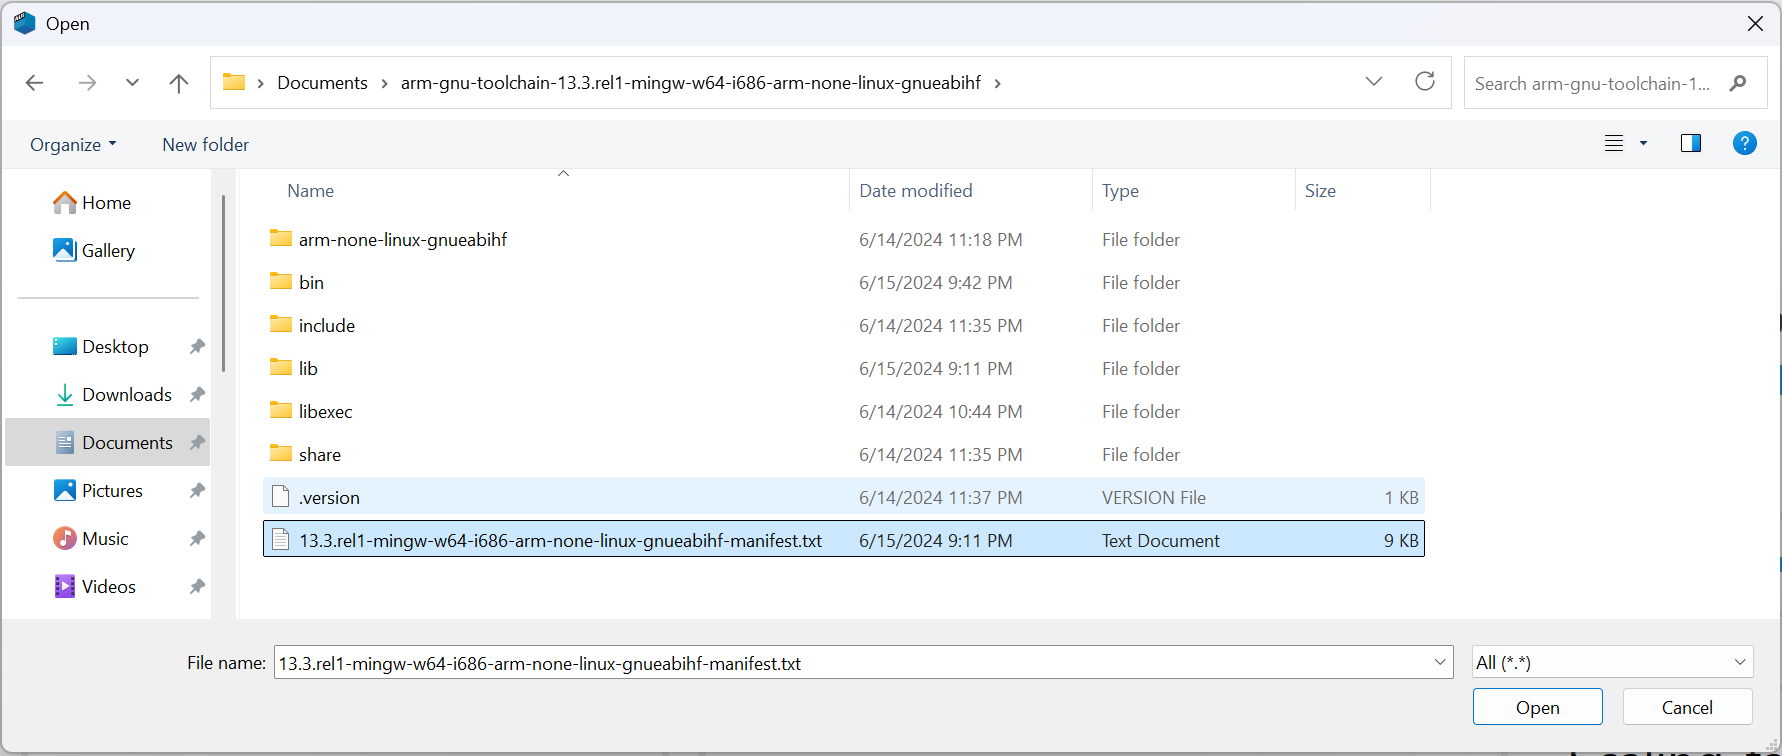 Open
Documents > arm-gnu-toolchain-13.3.rel1-mingw-w64-i686-arm-none-linux-gnueabihf >
Search arm-gnu-toolchain-1...
Organize New folder
Name Date modified Type Size
Home
Gallery
Desktop
Downloads
Documents
Pictures
Music
Videos
arm-none-linux-gnueabihf 6/14/2024 11:18 PM File folder
bin 6/15/2024 9:42 PM File folder
include 6/14/2024 11:35 PM File folder
lib 6/15/2024 9:11 PM File folder
libexec 6/14/2024 10:44 PM File folder
share 6/14/2024 11:35 PM File folder
.version 6/14/2024 11:37 PM VERSION File 1 KB
13.3.rel1-mingw-w64-i686-arm-none-linux-gnueabihf-manifest.txt 6/15/2024 9:11 PM Text Document 9 KB
File name: 13.3.rel1-mingw-w64-i686-arm-none-linux-gnueabihf-manifest.txt All (*.*)
Open Cancel